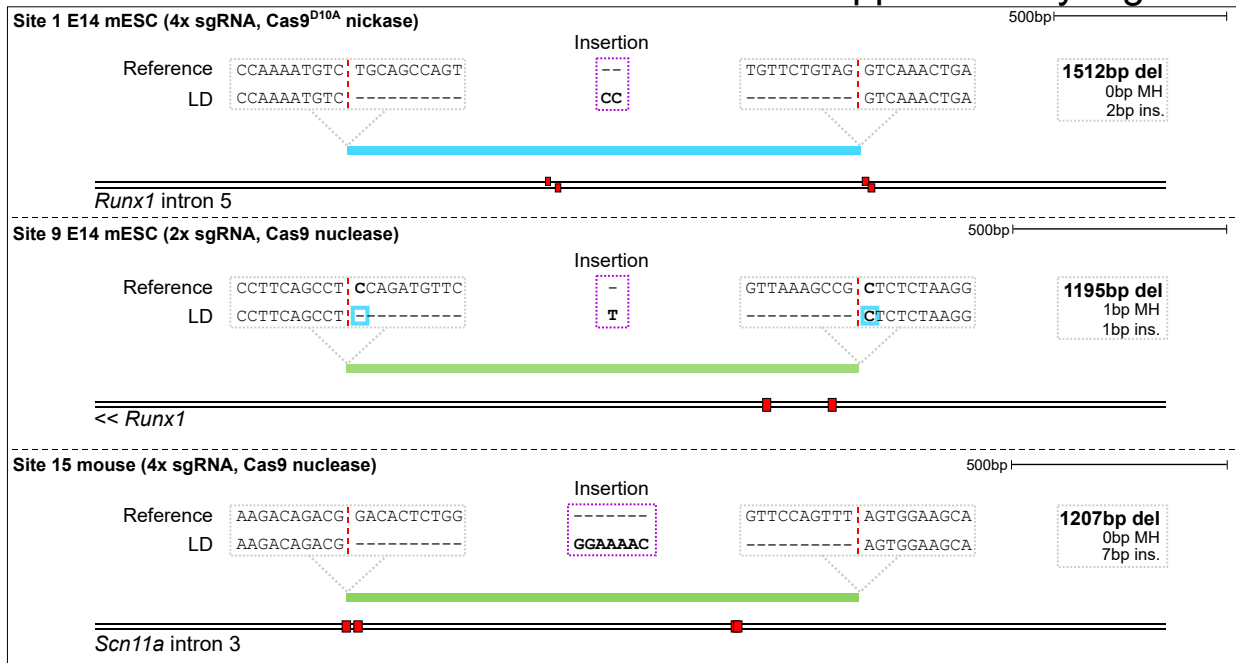 Site 1 E14 mESC (4x sgRNA, Cas9D10A nickase) 500bp
Insertion
Reference CCAAAATGTC TGCAGCCAGT -- TGTTCTGTAG GTCAAACTGA 1512bp del
LD CCAAAATGTC ---------- CC ---------- GTCAAACTGA 0bp MH
2bp ins.
Runx1 intron 5
Site 9 E14 mESC (2x sgRNA, Cas9 nuclease) 500bp
Insertion
Reference CCTTCAGCCT CCAGATGTTC - GTTAAAGCCG CTCTCTAAGG 1195bp del
LD CCTTCAGCCT ---------- T ---------- CTCTCTAAGG 1bp MH
1bp ins.
<< Runx1
Site 15 mouse (4x sgRNA, Cas9 nuclease) 500bp
Insertion
Reference AAGACAGACG GACACTCTGG ------- GTTCCAGTTT AGTGGAAGCA 1207bp del
LD AAGACAGACG ---------- GGAAAAC ---------- AGTGGAAGCA 0bp MH
7bp ins.
Scn11a intron 3